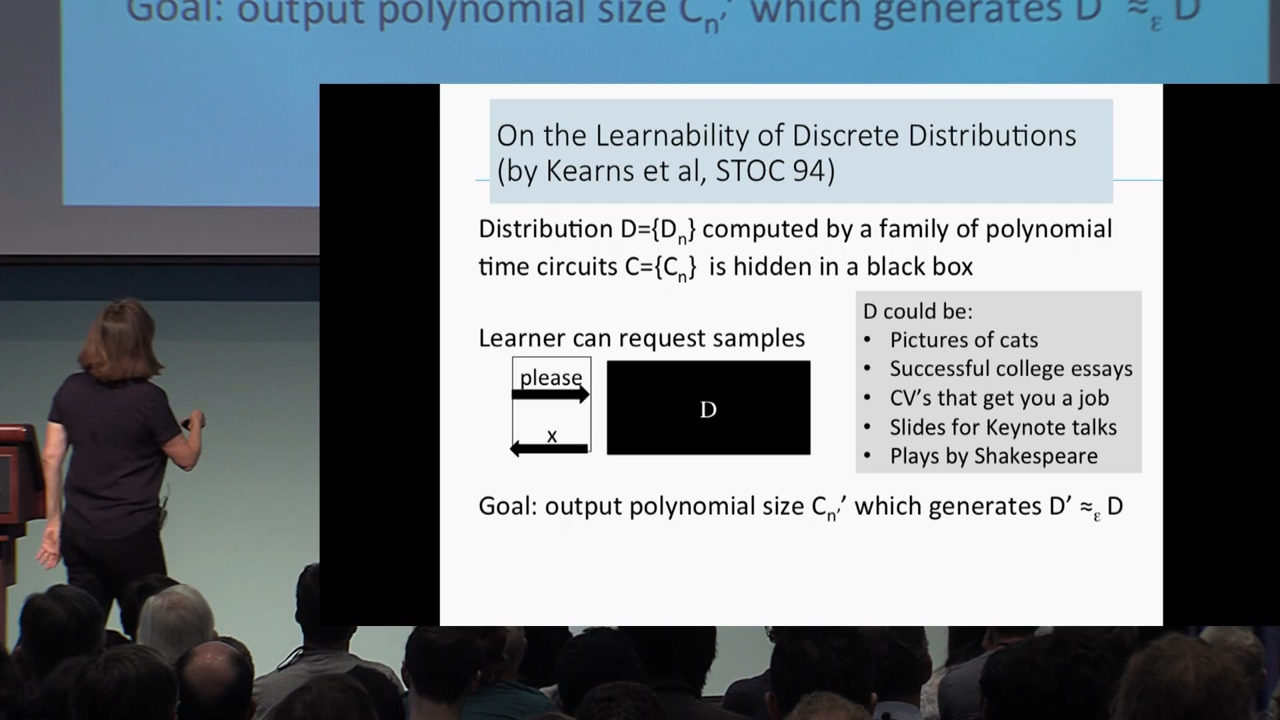 Goal: output polynomial size Cn,' which generates D' ≈ε D
On the Learnability of Discrete Distributions
(by Kearns et al, STOC 94)
Distribution D={Dn} computed by a family of polynomial
time circuits C={Cn} is hidden in a black box
Learner can request samples
please
x
D
D could be:
• Pictures of cats
• Successful college essays
• CV's that get you a job
• Slides for Keynote talks
• Plays by Shakespeare
Goal: output polynomial size Cn,' which generates D' ≈ε D